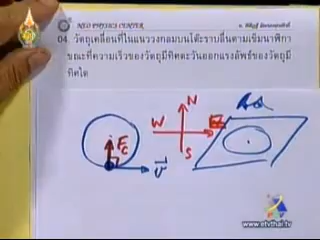 NEO PHYSICS CENTER
04. วัตถุเคลื่อนที่ในแนววงกลมบนโต๊ะราบลื่นตามเข็มนาฬิกา
ขณะที่ความเร็วของวัตถุมีทิศตะวันออกแรงลัพธ์ของวัตถุมี
ทิศใด
N
W
S
Fc
v
www.etvthai.tv